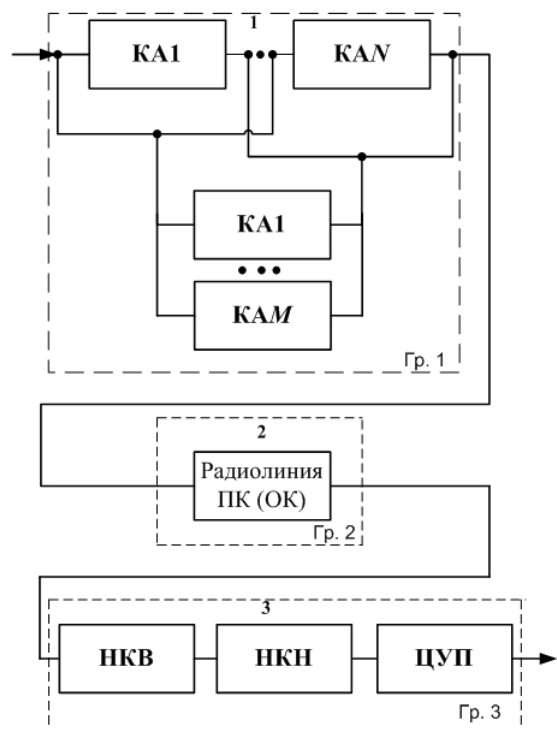 1
КА1
КАN
КА1
КАM
Гр. 1
2
Радиолиния
ПК (ОК)
Гр. 2
3
НКВ
НКН
ЦУП
Гр. 3